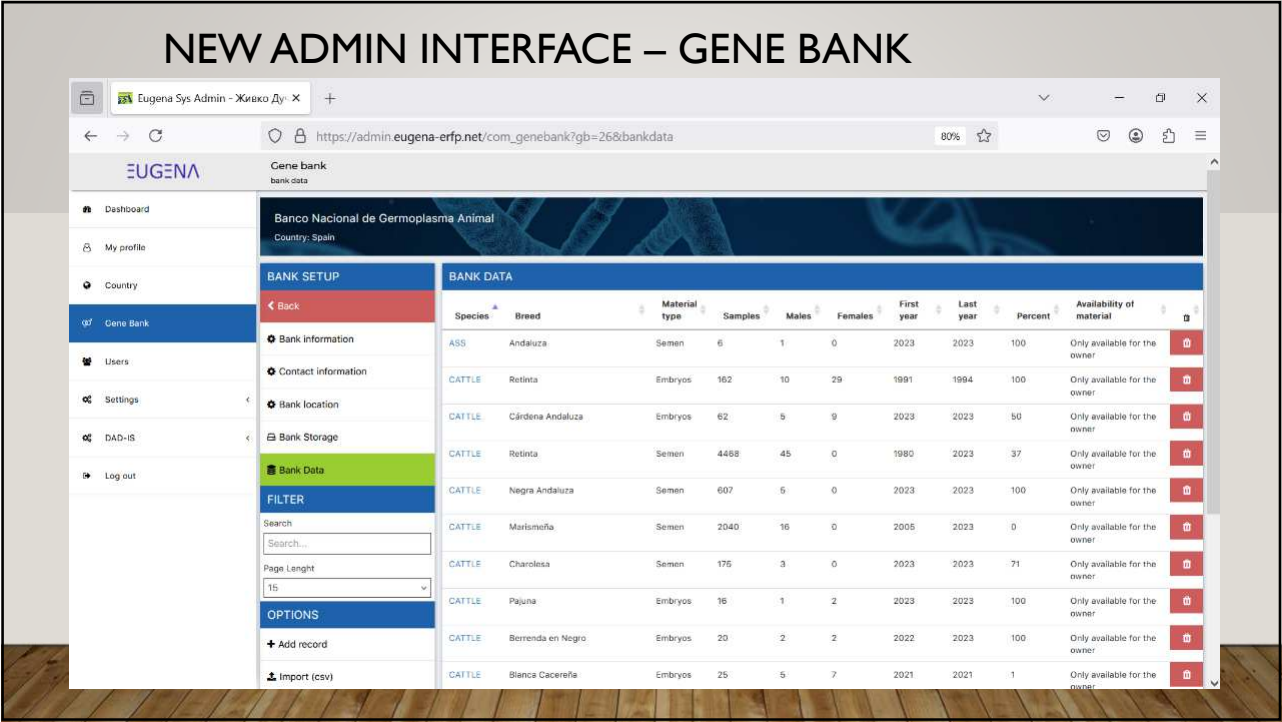 NEW ADMIN INTERFACE – GENE BANK
Eugena Sys Admin - Живко Ду
https://admin.eugena-erfp.net/com_genebank?gb=26&bankdata
80%
EUGENA
Gene bank
bank data
Dashboard
My profile
Country
Gene Bank
Users
Settings
DAD-IS
Log out
Banco Nacional de Germoplasma Animal
Country: Spain
BANK SETUP
Back
Bank information
Contact information
Bank location
Bank Storage
Bank Data
FILTER
Search
Search...
Page Lenght
15
OPTIONS
Add record
Import (csv)
BANK DATA
Species Breed Material type Samples Males Females First year Last year Percent Availability of material
ASS Andaluza Semen 6 1 0 2023 2023 100 Only available for the owner
CATTLE Retinta Embryos 162 10 29 1991 1994 100 Only available for the owner
CATTLE Cárdena Andaluza Embryos 62 5 9 2023 2023 50 Only available for the owner
CATTLE Retinta Semen 4468 45 0 1980 2023 37 Only available for the owner
CATTLE Negra Andaluza Semen 607 5 0 2023 2023 100 Only available for the owner
CATTLE Marismeña Semen 2040 16 0 2005 2023 0 Only available for the owner
CATTLE Charolesa Semen 175 3 0 2023 2023 71 Only available for the owner
CATTLE Pajuna Embryos 16 1 2 2023 2023 100 Only available for the owner
CATTLE Berrenda en Negro Embryos 20 2 2 2022 2023 100 Only available for the owner
CATTLE Blanca Cacereña Embryos 25 5 7 2021 2021 1 Only available for the owner